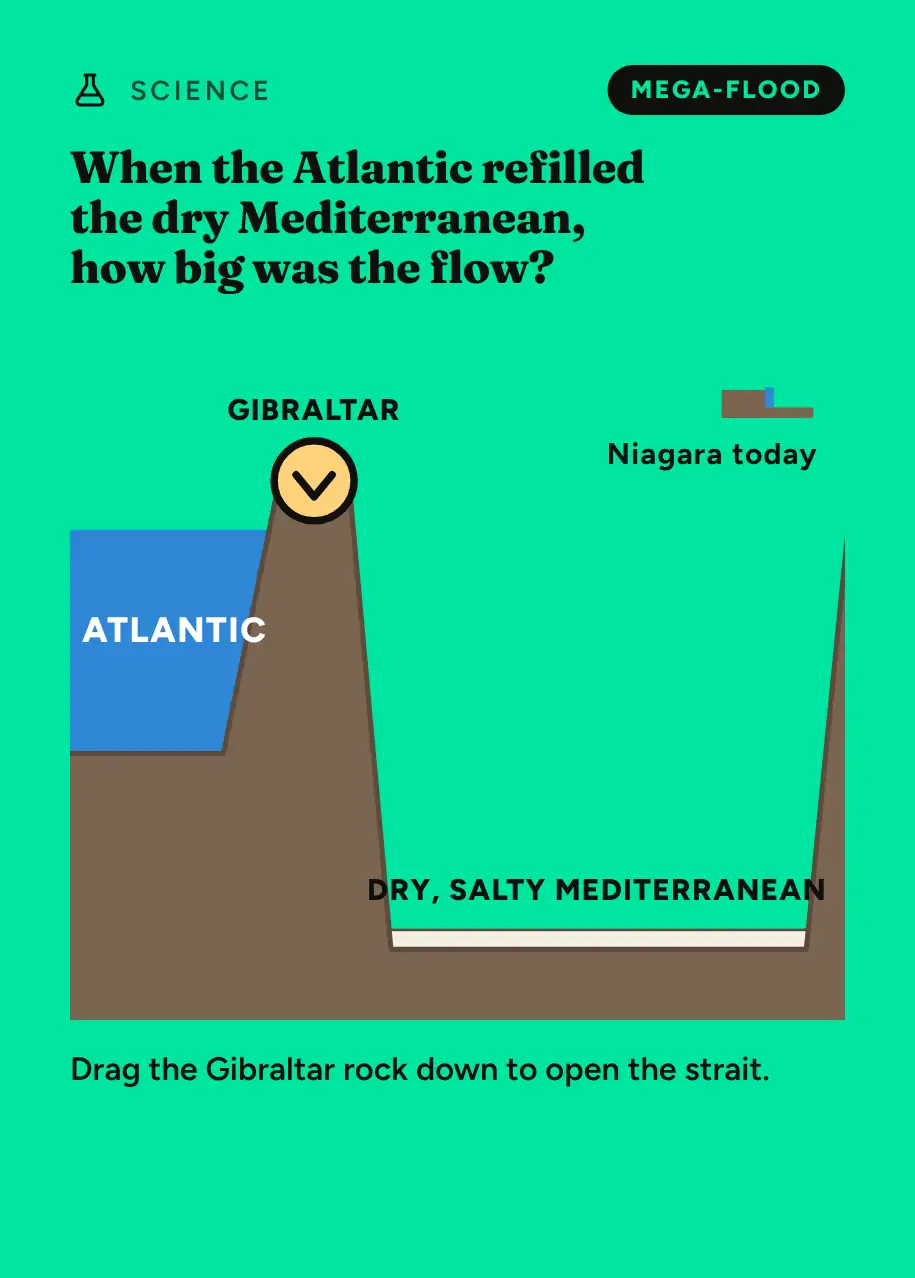 SCIENCE
MEGA-FLOOD
When the Atlantic refilled
the dry Mediterranean,
how big was the flow?
GIBRALTAR
Niagara today
ATLANTIC
DRY, SALTY MEDITERRANEAN
Drag the Gibraltar rock down to open the strait.